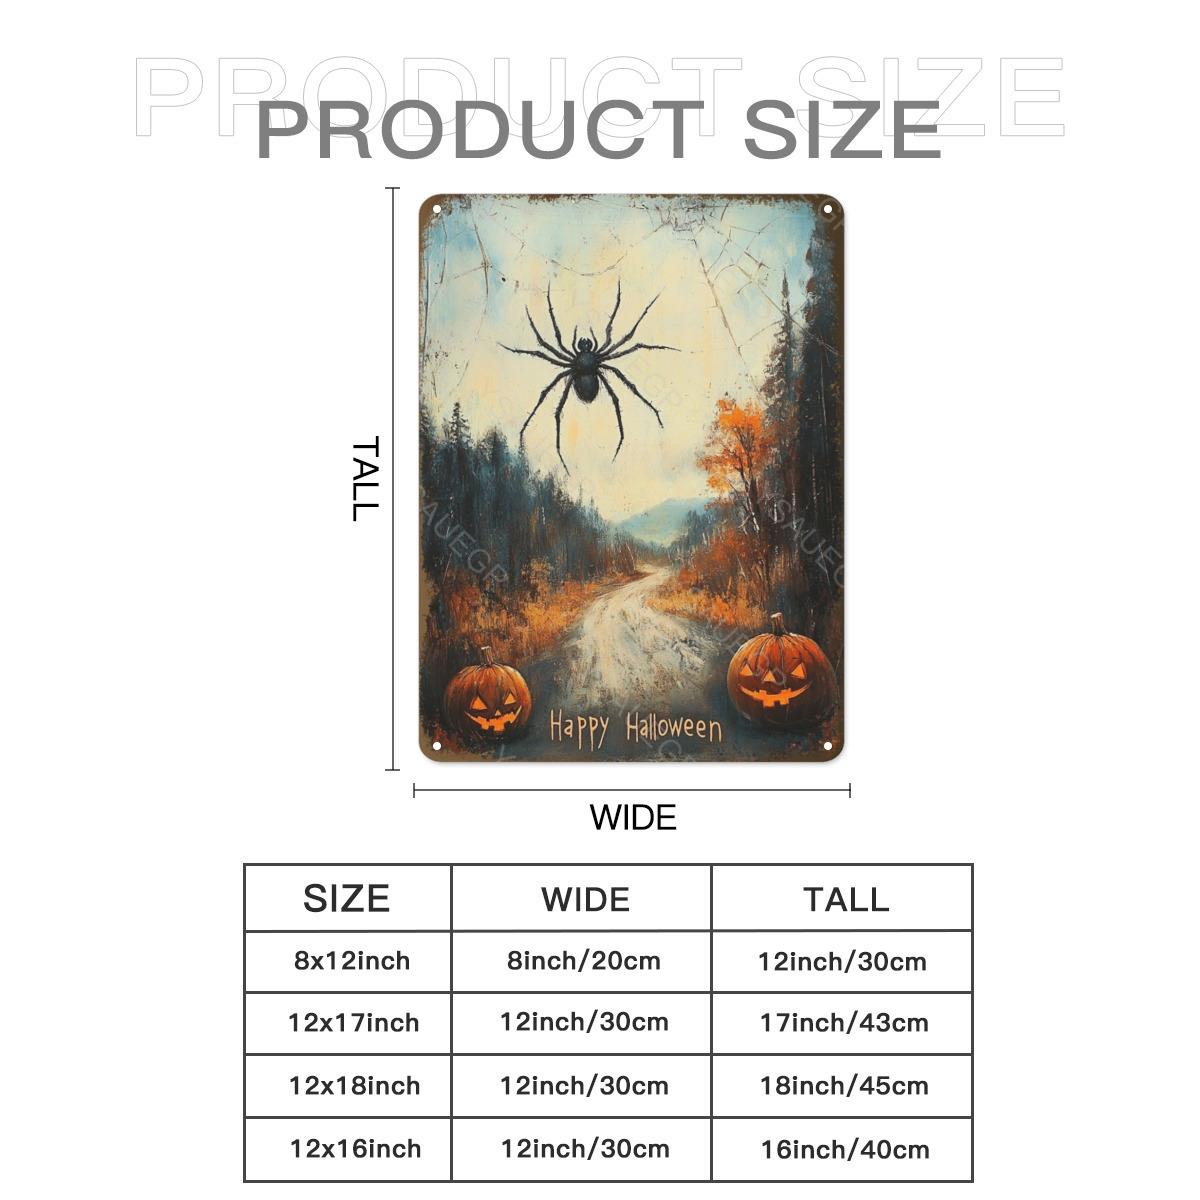 PRODUCT SIZE
PRODUCT SIZE
TALL
Happy Halloween
WIDE
SIZE WIDE TALL
8x12inch 8inch/20cm 12inch/30cm
12x17inch 12inch/30cm 17inch/43cm
12x18inch 12inch/30cm 18inch/45cm
12x16inch 12inch/30cm 16inch/40cm